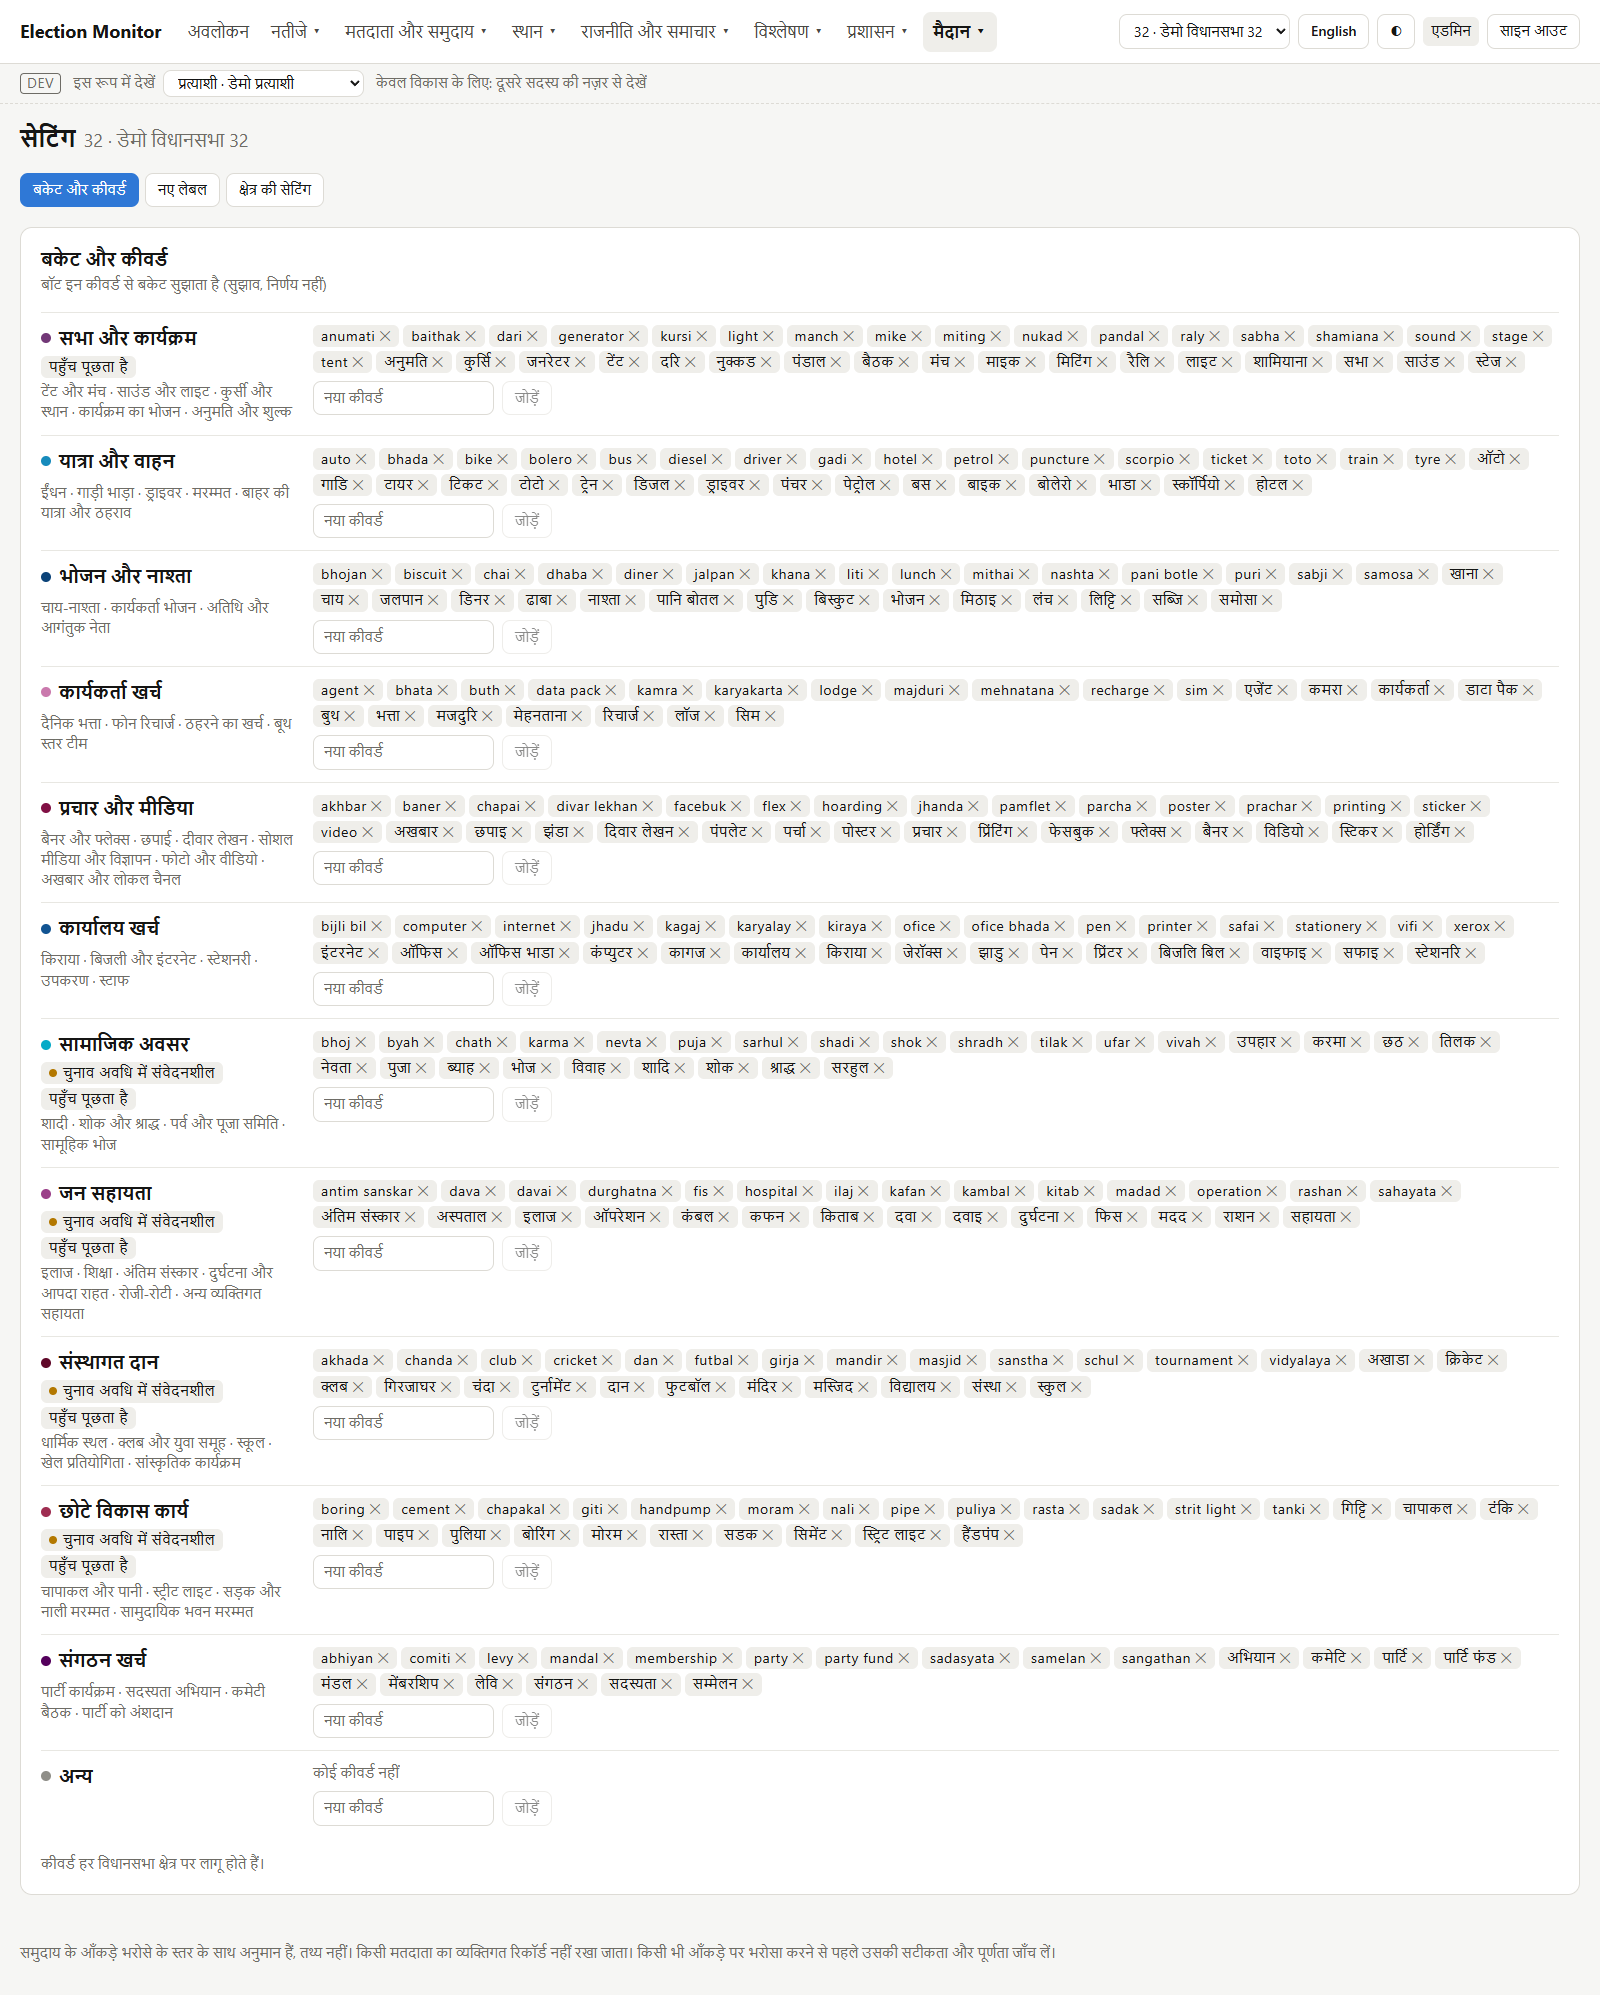 Election Monitor अवलोकन नतीजे ▾ मतदाता और समुदाय ▾ स्थान ▾ राजनीति और समाचार ▾ विश्लेषण ▾ प्रशासन ▾ मैदान ▾ 32 · डेमो विधानसभा 32 English एडमिन साइन आउट
DEV इस रूप में देखें प्रत्याशी · डेमो प्रत्याशी केवल विकास के लिए: दूसरे सदस्य की नज़र से देखें
सेटिंग 32 · डेमो विधानसभा 32
बकेट और कीवर्ड नए लेबल क्षेत्र की सेटिंग
बकेट और कीवर्ड
बॉट इन कीवर्ड से बकेट सुझाता है (सुझाव, निर्णय नहीं)
सभा और कार्यक्रम
पहुँच पूछता है
टेंट और मंच · साउंड और लाइट · कुर्सी और
स्थान · कार्यक्रम का भोजन · अनुमति और शुल्क
anumati × baithak × dari × generator × kursi × light × manch × mike × miting × nukad × pandal × raly × sabha × shamiana × sound × stage ×
tent × अनुमति × कुर्सि × जनरेटर × टेंट × दरि × नुक्कड × पंडाल × बैठक × मंच × माइक × मिटिंग × रैलि × लाइट × शामियाना × सभा × साउंड × स्टेज ×
नया कीवर्ड जोड़ें
यात्रा और वाहन
ईंधन · गाड़ी भाड़ा · ड्राइवर · मरम्मत · बाहर की
यात्रा और ठहराव
auto × bhada × bike × bolero × bus × diesel × driver × gadi × hotel × petrol × puncture × scorpio × ticket × toto × train × tyre × ऑटो ×
गाडि × टायर × टिकट × टोटो × ट्रेन × डिजल × ड्राइवर × पंचर × पेट्रोल × बस × बाइक × बोलेरो × भाडा × स्कॉर्पियो × होटल ×
नया कीवर्ड जोड़ें
भोजन और नाश्ता
चाय-नाश्ता · कार्यकर्ता भोजन · अतिथि और
आगंतुक नेता
bhojan × biscuit × chai × dhaba × diner × jalpan × khana × liti × lunch × mithai × nashta × pani botle × puri × sabji × samosa × खाना ×
चाय × जलपान × डिनर × ढाबा × नाश्ता × पानि बोतल × पुडि × बिस्कुट × भोजन × मिठाइ × लंच × लिट्टि × सब्जि × समोसा ×
नया कीवर्ड जोड़ें
कार्यकर्ता खर्च
दैनिक भत्ता · फोन रिचार्ज · ठहरने का खर्च · बूथ
स्तर टीम
agent × bhata × buth × data pack × kamra × karyakarta × lodge × majduri × mehnatana × recharge × sim × एजेंट × कमरा × कार्यकर्ता × डाटा पैक ×
बुथ × भत्ता × मजदुरि × मेहनताना × रिचार्ज × लॉज × सिम ×
नया कीवर्ड जोड़ें
प्रचार और मीडिया
बैनर और फ्लेक्स · छपाई · दीवार लेखन · सोशल
मीडिया और विज्ञापन · फोटो और वीडियो ·
अखबार और लोकल चैनल
akhbar × baner × chapai × divar lekhan × facebuk × flex × hoarding × jhanda × pamflet × parcha × poster × prachar × printing × sticker ×
video × अखबार × छपाइ × झंडा × दिवार लेखन × पंपलेट × पर्चा × पोस्टर × प्रचार × प्रिंटिंग × फेसबुक × फ्लेक्स × बैनर × विडियो × स्टिकर × होर्डिंग ×
नया कीवर्ड जोड़ें
कार्यालय खर्च
किराया · बिजली और इंटरनेट · स्टेशनरी ·
उपकरण · स्टाफ
bijli bil × computer × internet × jhadu × kagaj × karyalay × kiraya × ofice × ofice bhada × pen × printer × safai × stationery × vifi × xerox ×
इंटरनेट × ऑफिस × ऑफिस भाडा × कंप्युटर × कागज × कार्यालय × किराया × जेरॉक्स × झाडु × पेन × प्रिंटर × बिजलि बिल × वाइफाइ × सफाइ × स्टेशनरि ×
नया कीवर्ड जोड़ें
सामाजिक अवसर
चुनाव अवधि में संवेदनशील
पहुँच पूछता है
शादी · शोक और श्राद्ध · पर्व और पूजा समिति ·
सामूहिक भोज
bhoj × byah × chath × karma × nevta × puja × sarhul × shadi × shok × shradh × tilak × ufar × vivah × उपहार × करमा × छठ × तिलक ×
नेवता × पुजा × ब्याह × भोज × विवाह × शादि × शोक × श्राद्ध × सरहुल ×
नया कीवर्ड जोड़ें
जन सहायता
चुनाव अवधि में संवेदनशील
पहुँच पूछता है
इलाज · शिक्षा · अंतिम संस्कार · दुर्घटना और
आपदा राहत · रोजी-रोटी · अन्य व्यक्तिगत
सहायता
antim sanskar × dava × davai × durghatna × fis × hospital × ilaj × kafan × kambal × kitab × madad × operation × rashan × sahayata ×
अंतिम संस्कार × अस्पताल × इलाज × ऑपरेशन × कंबल × कफन × किताब × दवा × दवाइ × दुर्घटना × फिस × मदद × राशन × सहायता ×
नया कीवर्ड जोड़ें
संस्थागत दान
चुनाव अवधि में संवेदनशील
पहुँच पूछता है
धार्मिक स्थल · क्लब और युवा समूह · स्कूल ·
खेल प्रतियोगिता · सांस्कृतिक कार्यक्रम
akhada × chanda × club × cricket × dan × futbal × girja × mandir × masjid × sanstha × schul × tournament × vidyalaya × अखाडा × क्रिकेट ×
क्लब × गिरजाघर × चंदा × टुर्नामेंट × दान × फुटबॉल × मंदिर × मस्जिद × विद्यालय × संस्था × स्कुल ×
नया कीवर्ड जोड़ें
छोटे विकास कार्य
चुनाव अवधि में संवेदनशील
पहुँच पूछता है
चापाकल और पानी · स्ट्रीट लाइट · सड़क और
नाली मरम्मत · सामुदायिक भवन मरम्मत
boring × cement × chapakal × giti × handpump × moram × nali × pipe × puliya × rasta × sadak × strit light × tanki × गिट्टि × चापाकल × टंकि ×
नालि × पाइप × पुलिया × बोरिंग × मोरम × रास्ता × सडक × सिमेंट × स्ट्रिट लाइट × हैंडपंप ×
नया कीवर्ड जोड़ें
संगठन खर्च
पार्टी कार्यक्रम · सदस्यता अभियान · कमेटी
बैठक · पार्टी को अंशदान
abhiyan × comiti × levy × mandal × membership × party × party fund × sadasyata × samelan × sangathan × अभियान × कमेटि × पार्टि × पार्टि फंड ×
मंडल × मेंबरशिप × लेवि × संगठन × सदस्यता × सम्मेलन ×
नया कीवर्ड जोड़ें
अन्य
कोई कीवर्ड नहीं
नया कीवर्ड जोड़ें
कीवर्ड हर विधानसभा क्षेत्र पर लागू होते हैं।
समुदाय के आँकड़े भरोसे के स्तर के साथ अनुमान हैं, तथ्य नहीं। किसी मतदाता का व्यक्तिगत रिकॉर्ड नहीं रखा जाता। किसी भी आँकड़े पर भरोसा करने से पहले उसकी सटीकता और पूर्णता जाँच लें।